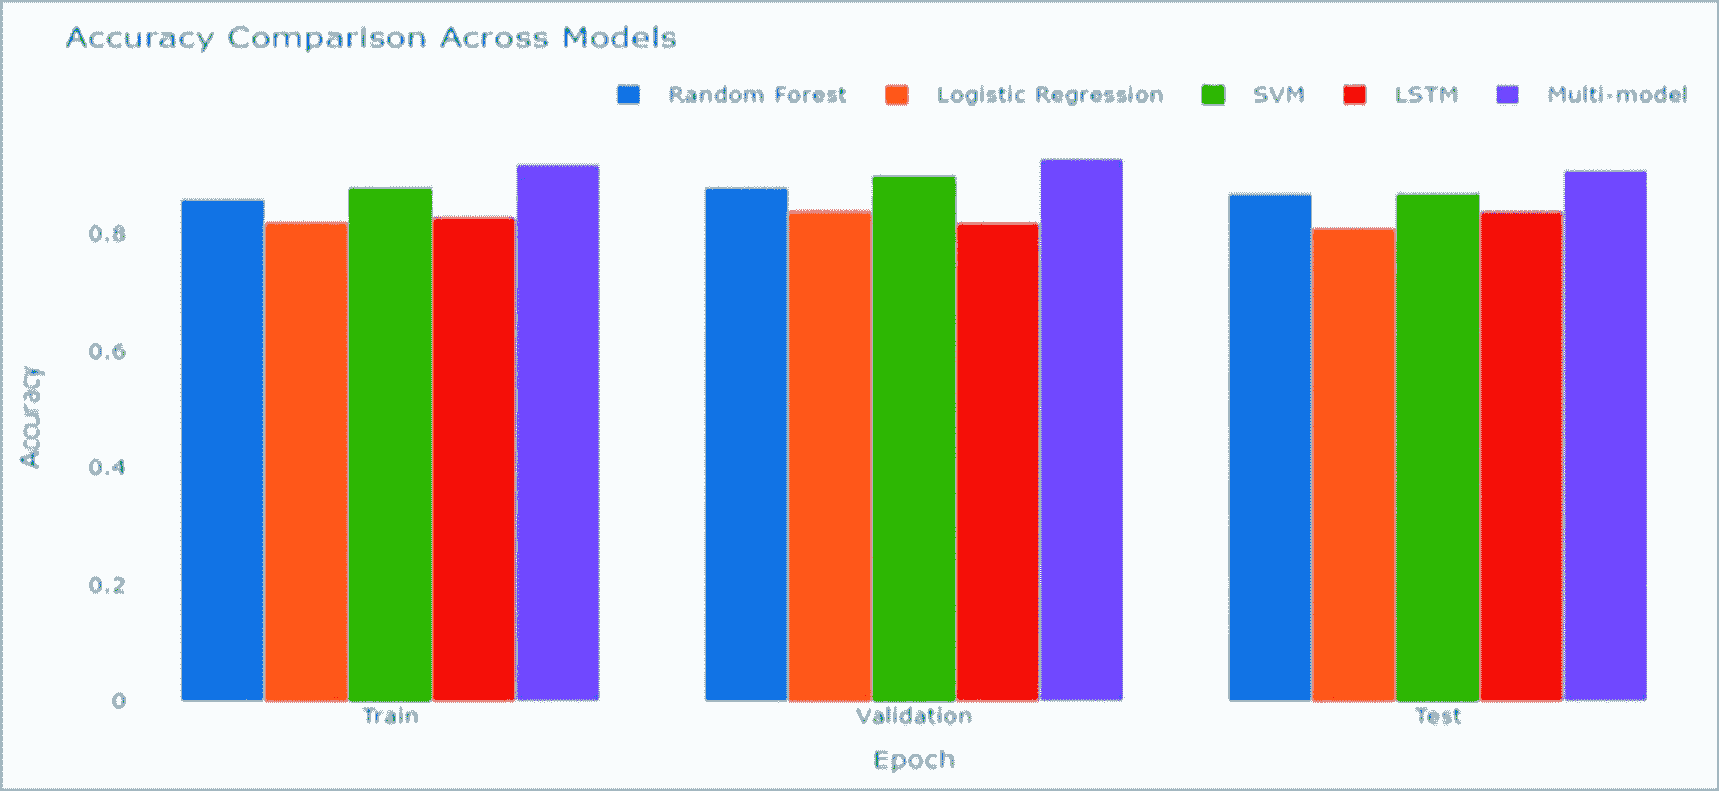 Accuracy Comparison Across Models
Random Forest Logistic Regression SVM LSTM Multi-model
0.8
0.6
0.4
0.2
0
Accuracy
Train Validation Test
Epoch